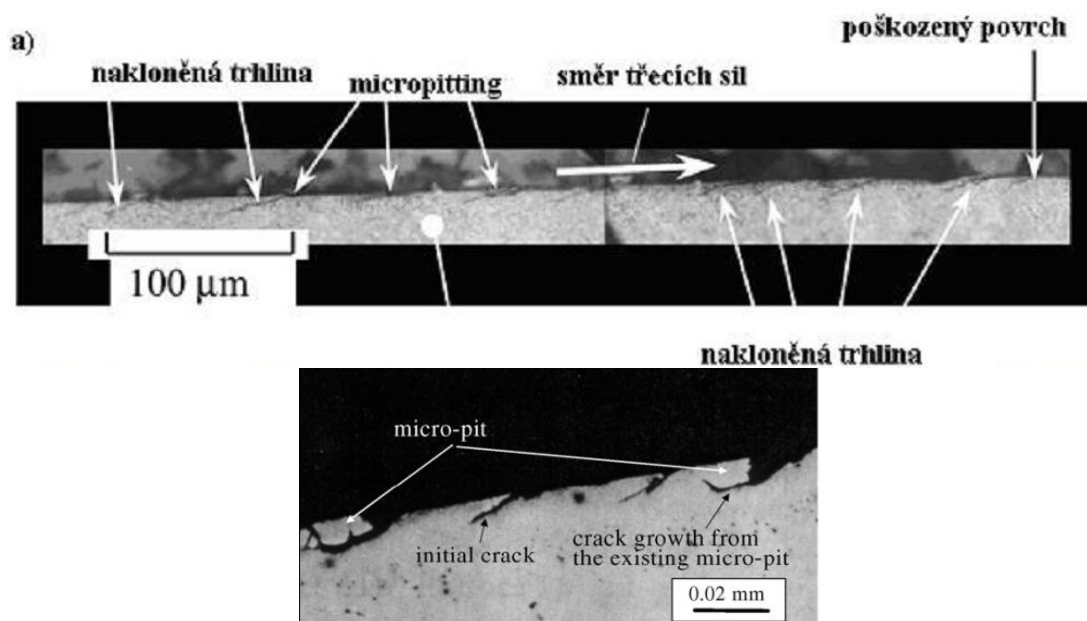 a)
nakloněná trhlina
micropitting
směr třecích sil
poškozený povrch
100 µm
nakloněná trhlina
micro-pit
initial crack
crack growth from
the existing micro-pit
0.02 mm